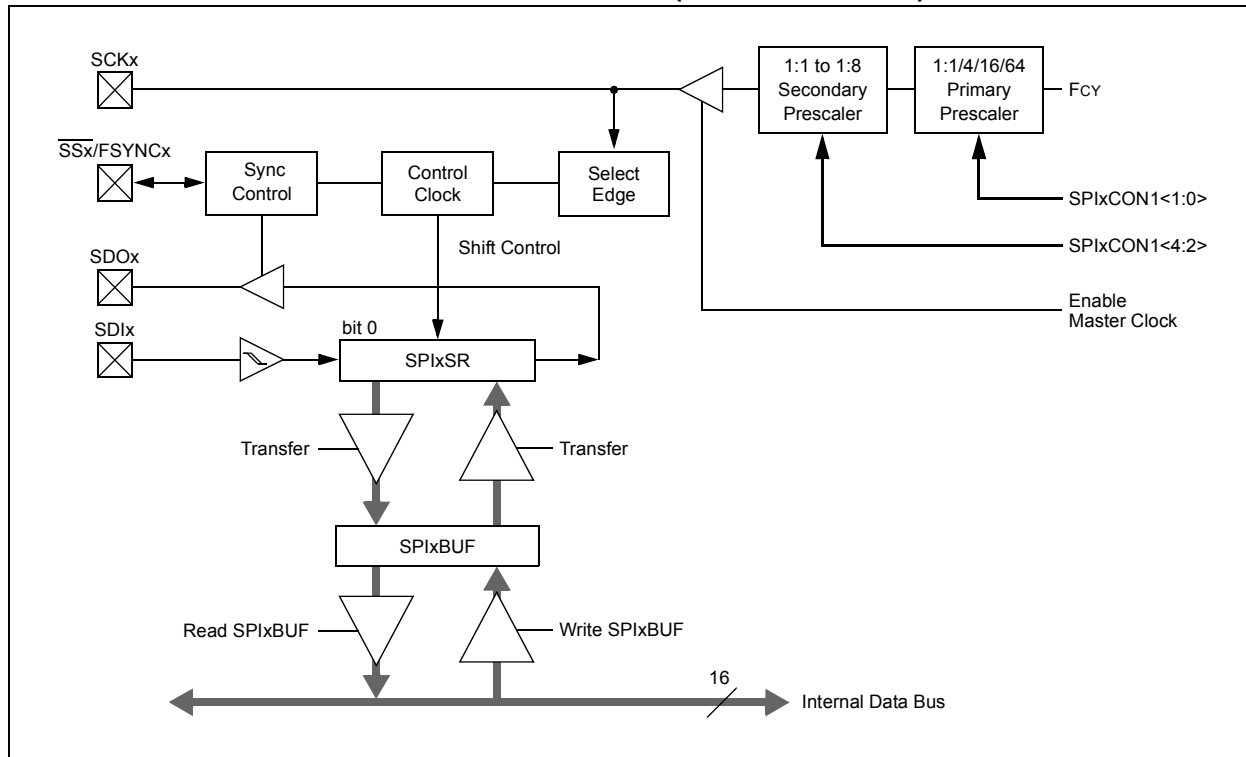 SCKx
1:1 to 1:8
Secondary
Prescaler
1:1/4/16/64
Primary
Prescaler
FCY
SSx/FSYNCx
Sync
Control
Control
Clock
Select
Edge
SPIxCON1<1:0>
SPIxCON1<4:2>
Shift Control
SDOx
Enable
Master Clock
SDIx
bit 0
SPIxSR
Transfer
Transfer
SPIxBUF
Read SPIxBUF
Write SPIxBUF
16
Internal Data Bus